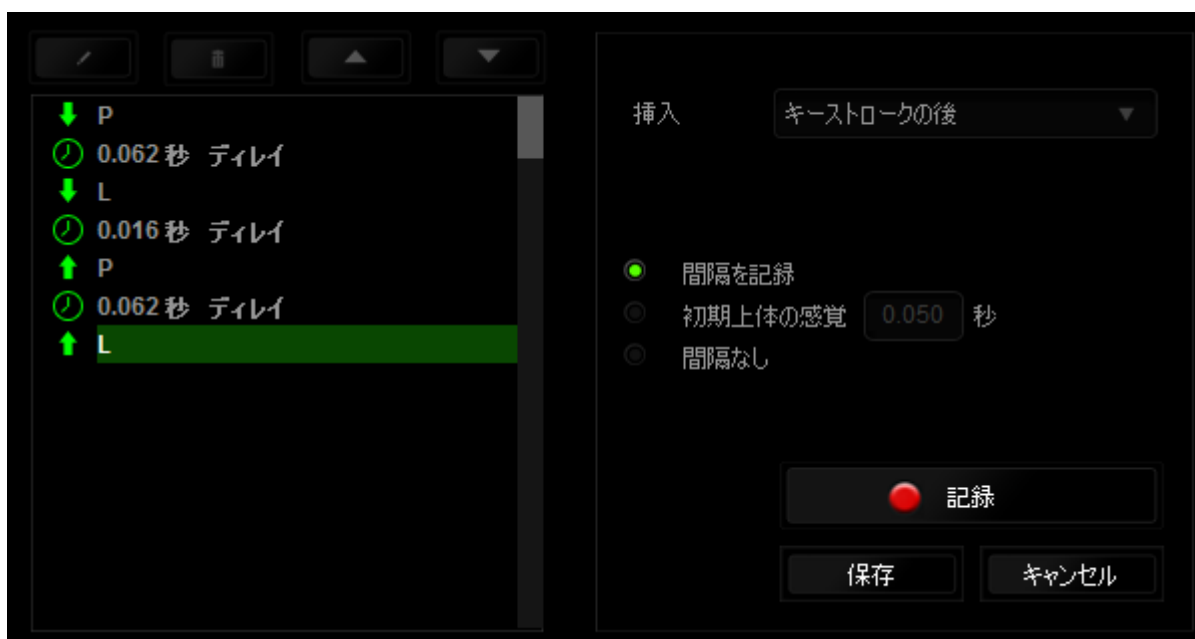 P
0.062 秒 ディレイ
L
0.016 秒 ディレイ
P
0.062 秒 ディレイ
L
挿入 キーストロークの後
間隔を記録
初期上体の感覚 0.050 秒
間隔なし
記録
保存 キャンセル